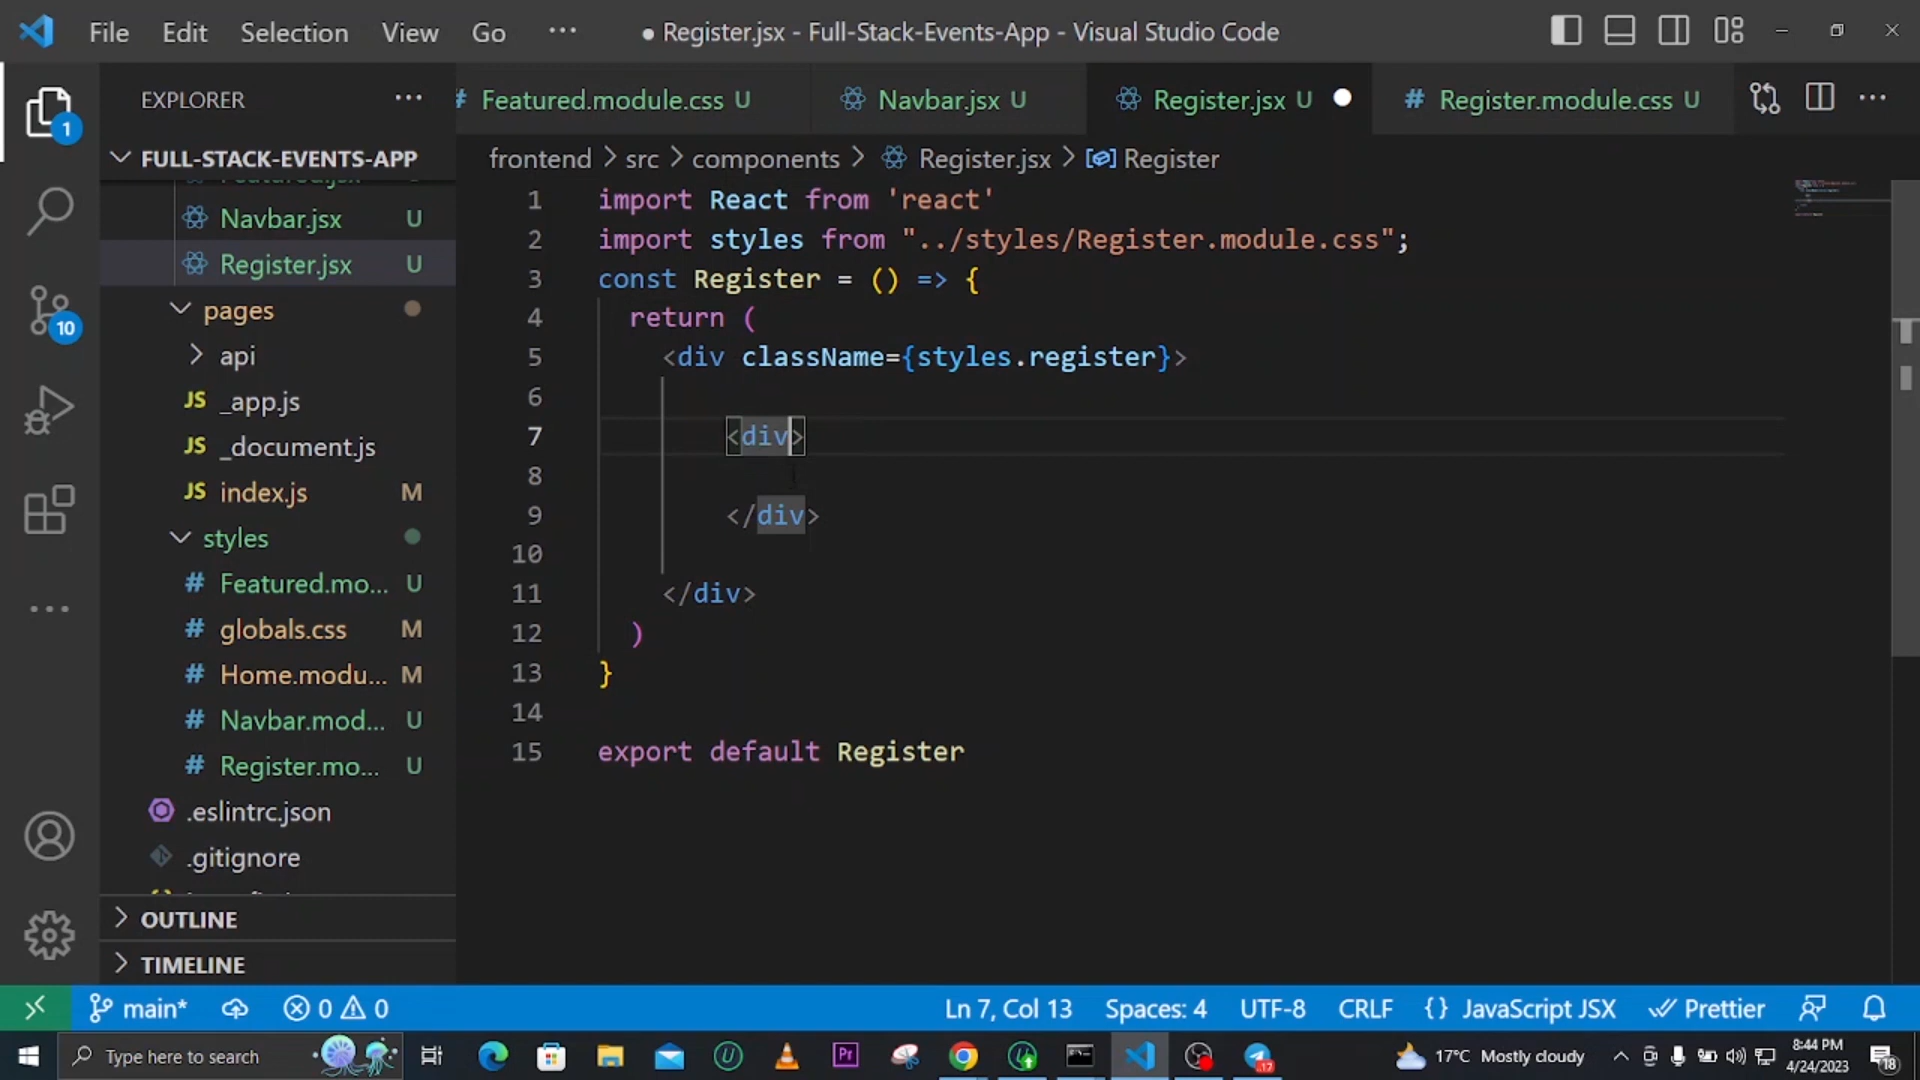 File Edit Selection View Go ··· ● Register.jsx - Full-Stack-Events-App - Visual Studio Code
EXPLORER ···
# Featured.module.css U
Navbar.jsx U
Register.jsx U
# Register.module.css U
FULL-STACK-EVENTS-APP
Navbar.jsx U
Register.jsx U
pages
api
JS _app.js
JS _document.js
JS index.js M
styles
# Featured.mo... U
# globals.css M
# Home.modu... M
# Navbar.mod... U
# Register.mo... U
.eslintrc.json
.gitignore
OUTLINE
TIMELINE
1
10
frontend > src > components > Register.jsx > Register
1 import React from 'react'
2 import styles from "../styles/Register.module.css";
3 const Register = () => {
4 return (
5 <div className={styles.register}>
6
7 <div>
8
9 </div>
10
11 </div>
12 )
13 }
14
15 export default Register
main* 0 0 Ln 7, Col 13 Spaces: 4 UTF-8 CRLF {} JavaScript JSX Prettier
Type here to search
Pr
17
17°C Mostly cloudy
8:44 PM
4/24/2023
18